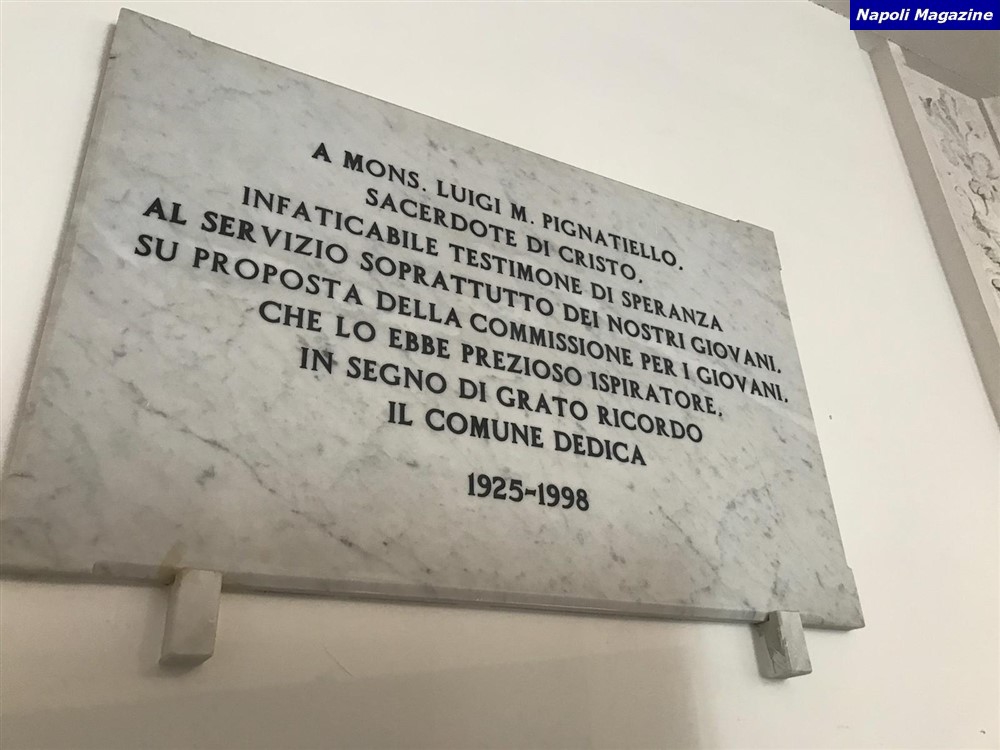 Napoli Magazine
A MONS. LUIGI M. PIGNATIELLO,
SACERDOTE DI CRISTO,
INFATICABILE TESTIMONE DI SPERANZA
AL SERVIZIO SOPRATTUTTO DEI NOSTRI GIOVANI,
SU PROPOSTA DELLA COMMISSIONE PER I GIOVANI,
CHE LO EBBE PREZIOSO ISPIRATORE,
IN SEGNO DI GRATO RICORDO
IL COMUNE DEDICA
1925-1998